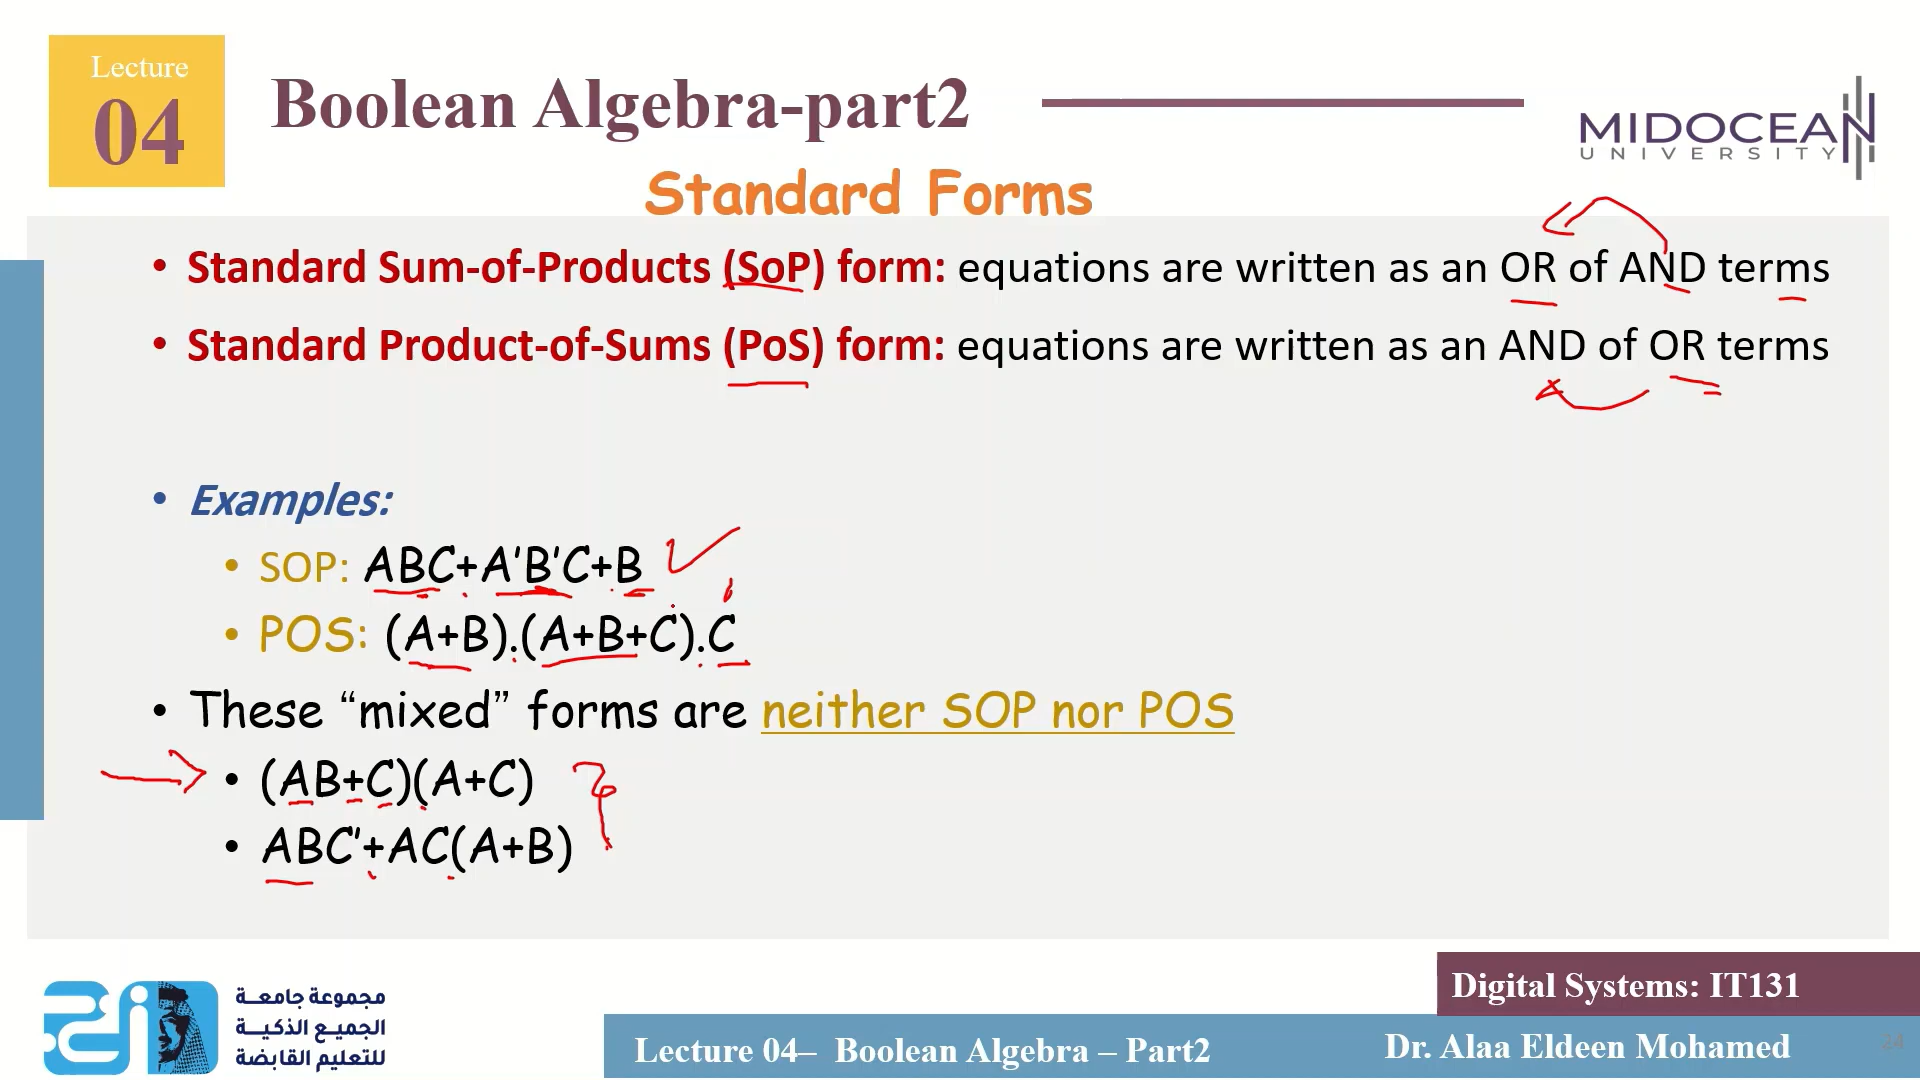 Lecture
04
Boolean Algebra-part2
MIDOCEAN
UNIVERSITY
Standard Forms
• Standard Sum-of-Products (SoP) form: equations are written as an OR of AND terms
• Standard Product-of-Sums (PoS) form: equations are written as an AND of OR terms
• Examples:
• SOP: ABC+A'B'C+B
• POS: (A+B).(A+B+C).C
• These “mixed” forms are neither SOP nor POS
• (AB+C)(A+C)
• ABC'+AC(A+B)
مجموعة جامعة
الجميع الذكية
للتعليم القابضة
Digital Systems: IT131
Lecture 04– Boolean Algebra – Part2
Dr. Alaa Eldeen Mohamed
24